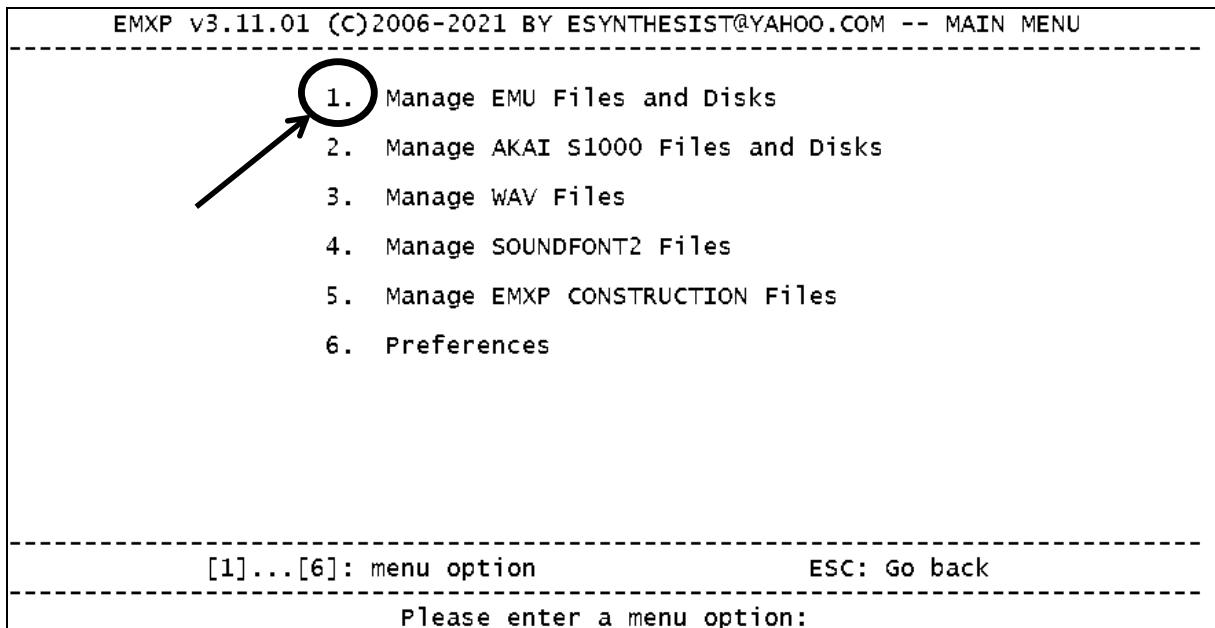 EMXP v3.11.01 (C)2006-2021 BY ESYNTHESIST@YAHOO.COM -- MAIN MENU
--------------------------------------------------------------------------------
1. Manage EMU Files and Disks
2. Manage AKAI S1000 Files and Disks
3. Manage WAV Files
4. Manage SOUNDFONT2 Files
5. Manage EMXP CONSTRUCTION Files
6. Preferences
--------------------------------------------------------------------------------
[1]...[6]: menu option ESC: Go back
--------------------------------------------------------------------------------
Please enter a menu option: